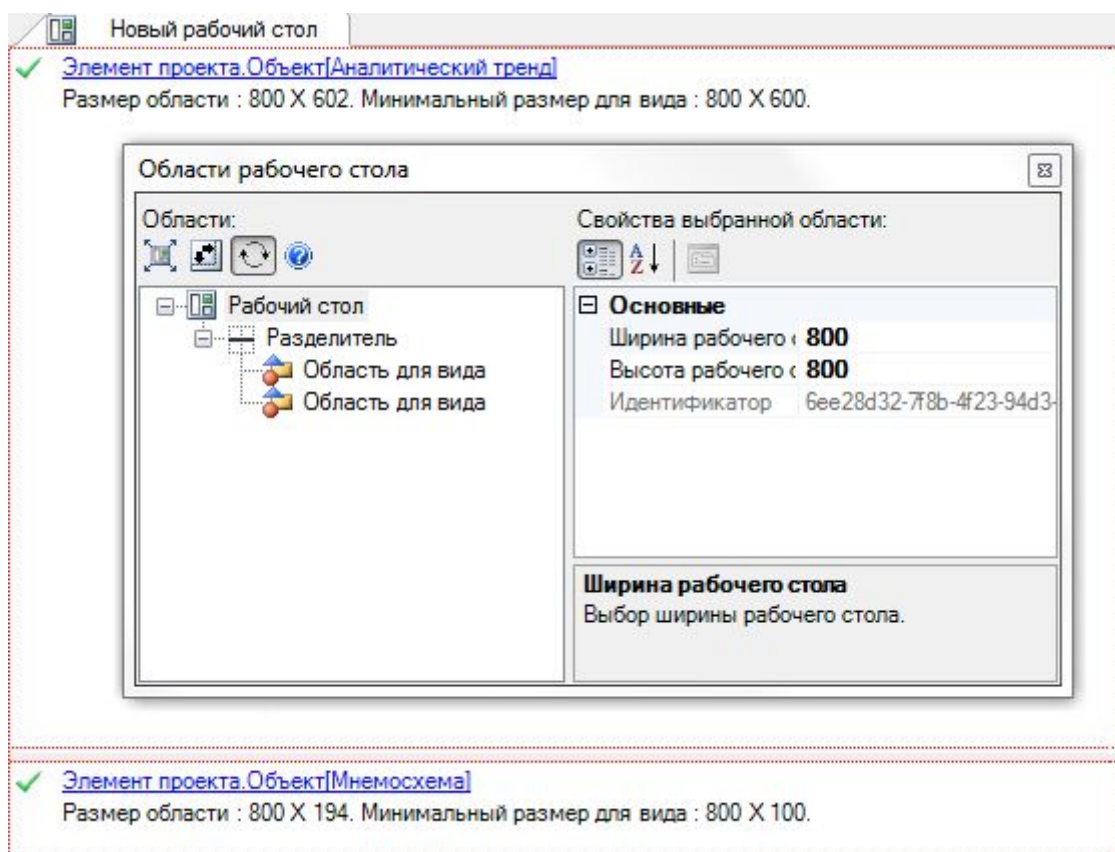 Новый рабочий стол
Элемент проекта.Объект[Аналитический тренд]
Размер области : 800 X 602. Минимальный размер для вида : 800 X 600.
Области рабочего стола
Области:
Рабочий стол
Разделитель
Область для вида
Область для вида
Свойства выбранной области:
Основные
Ширина рабочего с 800
Высота рабочего с 800
Идентификатор 6ee28d32-7f8b-4f23-94d3-
Ширина рабочего стола
Выбор ширины рабочего стола.
Элемент проекта.Объект[Мнемосхема]
Размер области : 800 X 194. Минимальный размер для вида : 800 X 100.